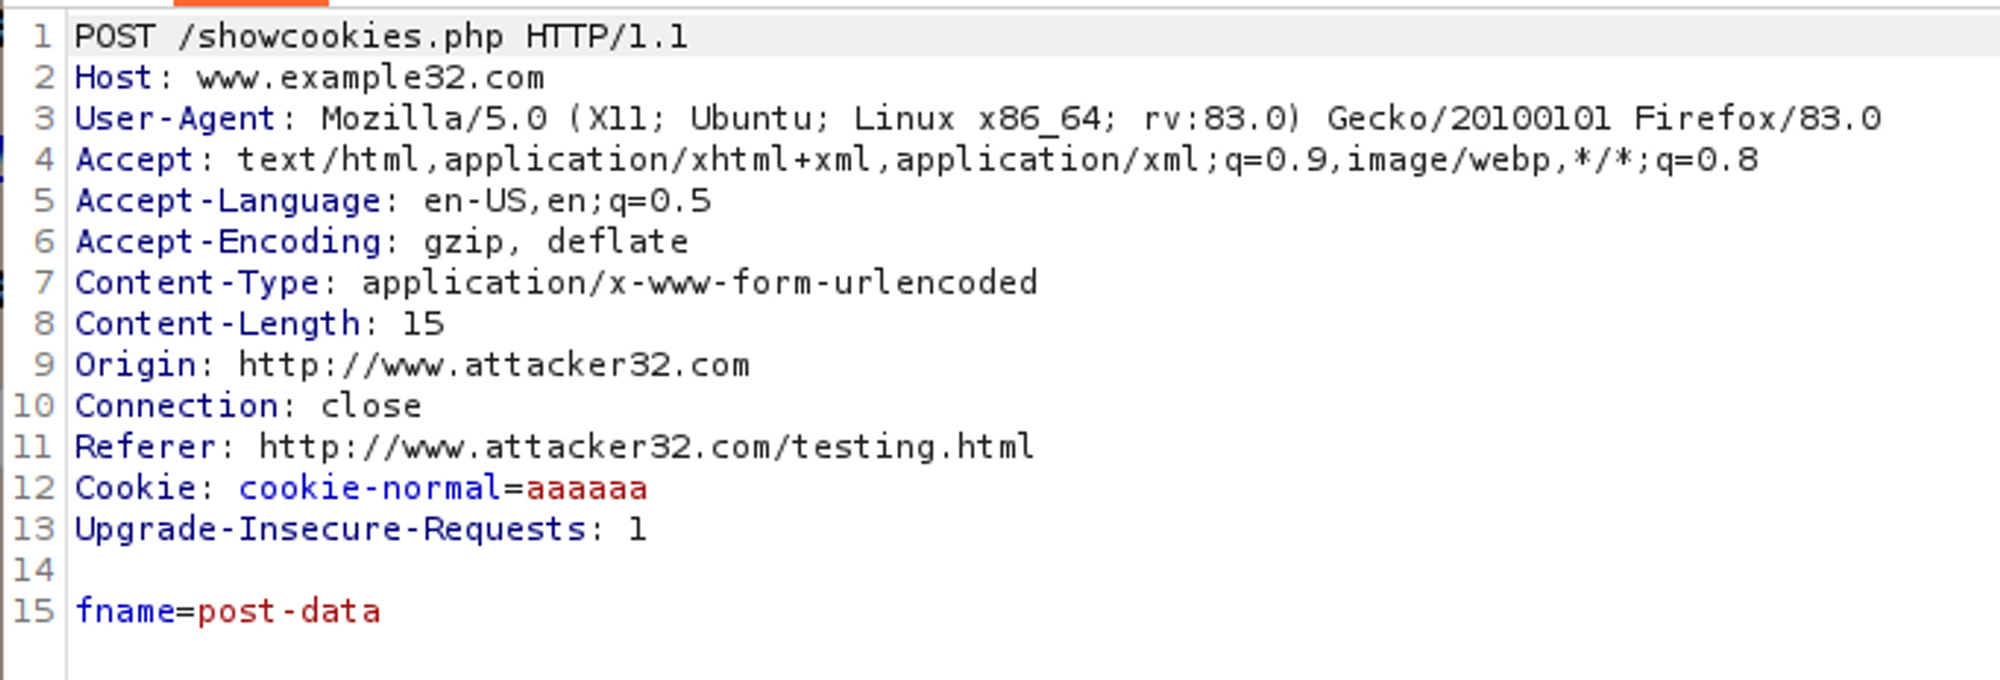 1 POST /showcookies.php HTTP/1.1
2 Host: www.example32.com
3 User-Agent: Mozilla/5.0 (X11; Ubuntu; Linux x86_64; rv:83.0) Gecko/20100101 Firefox/83.0
4 Accept: text/html,application/xhtml+xml,application/xml;q=0.9,image/webp,*/*;q=0.8
5 Accept-Language: en-US,en;q=0.5
6 Accept-Encoding: gzip, deflate
7 Content-Type: application/x-www-form-urlencoded
8 Content-Length: 15
9 Origin: http://www.attacker32.com
10 Connection: close
11 Referer: http://www.attacker32.com/testing.html
12 Cookie: cookie-normal=aaaaaa
13 Upgrade-Insecure-Requests: 1
14
15 fname=post-data